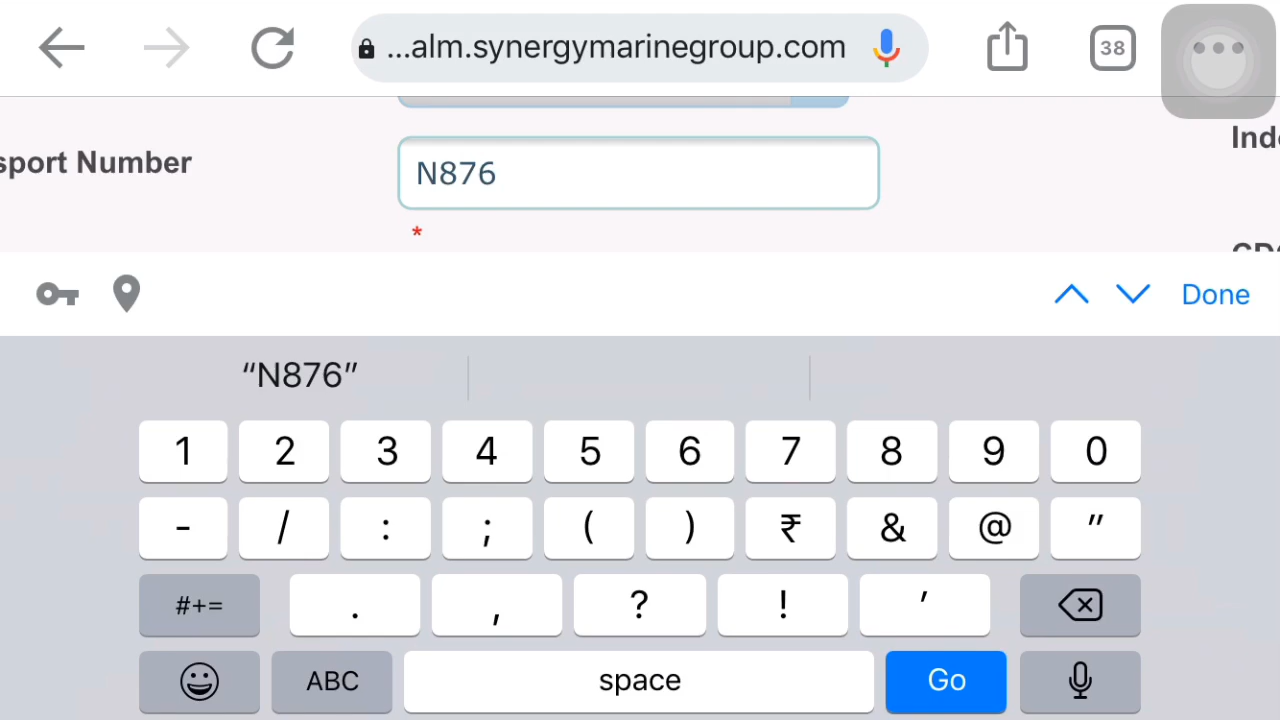 ...alm.synergymarinegroup.com
38
Ind
sport Number
N876
*
Done
“N876”
1 2 3 4 5 6 7 8 9 0
- / : ; ( ) ₹ & @ "
#+= . , ? ! '
ABC space Go